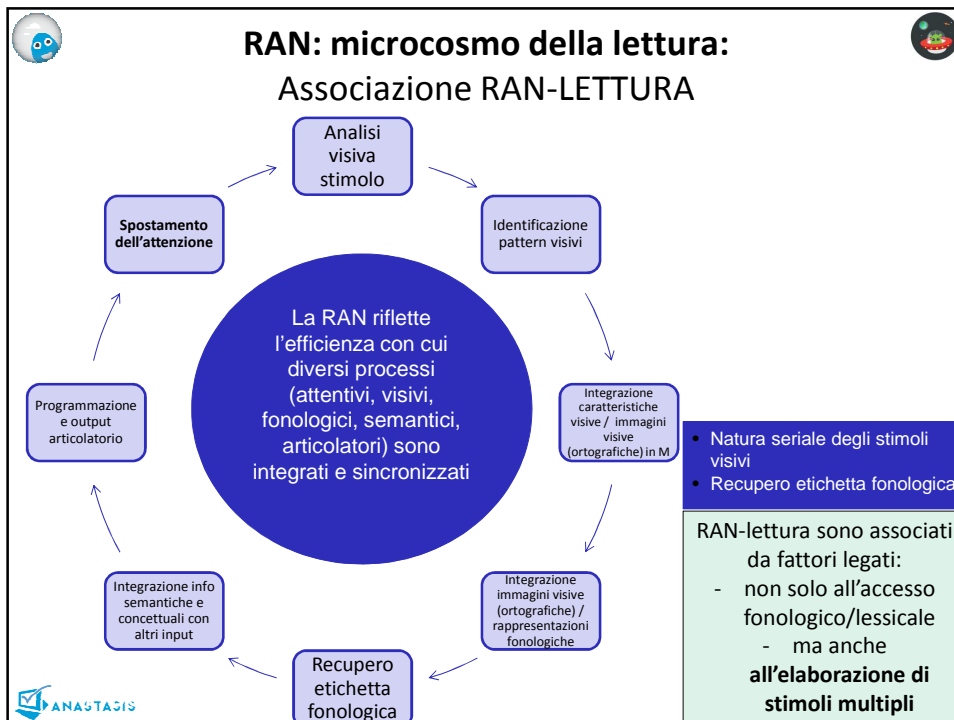 RAN: microcosmo della lettura:
Associazione RAN-LETTURA
Analisi
visiva
stimolo
Identificazione
pattern visivi
Integrazione
caratteristiche
visive / immagini
visive
(ortografiche) in M
Integrazione
immagini visive
(ortografiche) /
rappresentazioni
fonologiche
Recupero
etichetta
fonologica
Integrazione info
semantiche e
concettuali con
altri input
Programmazione
e output
articolatorio
Spostamento
dell'attenzione
La RAN riflette
l'efficienza con cui
diversi processi
(attentivi, visivi,
fonologici, semantici,
articolatori) sono
integrati e sincronizzati
• Natura seriale degli stimoli
visivi
• Recupero etichetta fonologica
RAN-lettura sono associati
da fattori legati:
- non solo all'accesso
fonologico/lessicale
- ma anche
all'elaborazione di
stimoli multipli
ANASTASIS